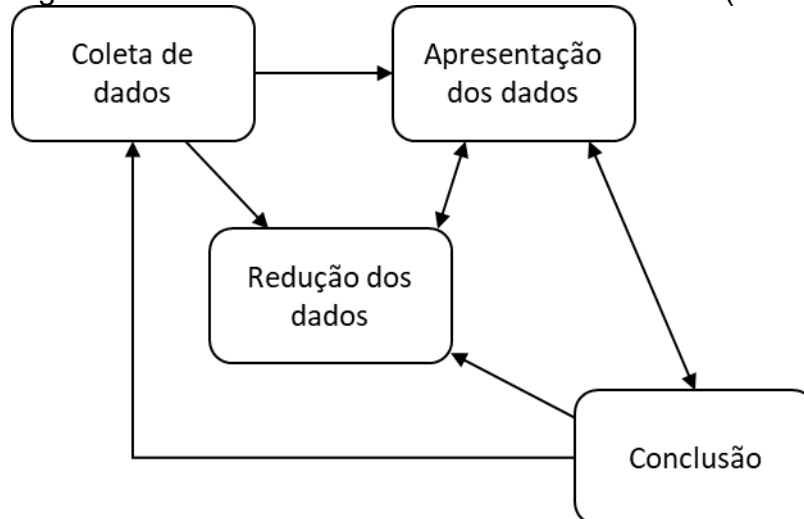 Coleta de
dados
Apresentação
dos dados
Redução dos
dados
Conclusão